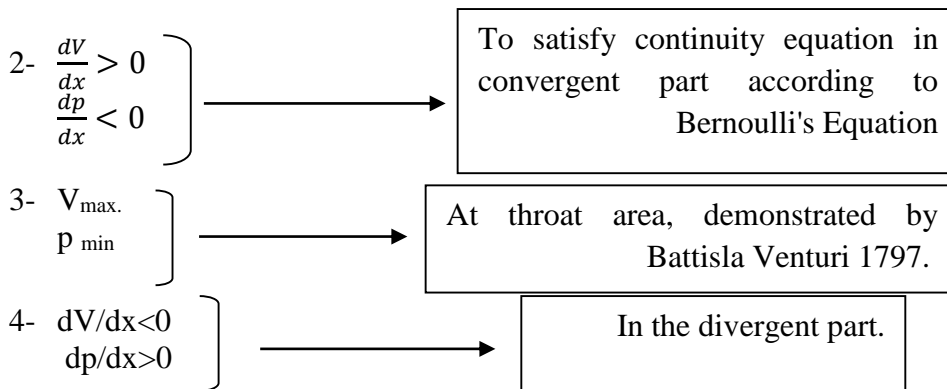 2- dV/dx > 0
dp/dx < 0
To satisfy continuity equation in
convergent part according to
Bernoulli's Equation
3- Vmax.
p min
At throat area, demonstrated by
Battisla Venturi 1797.
4- dV/dx<0
dp/dx>0
In the divergent part.